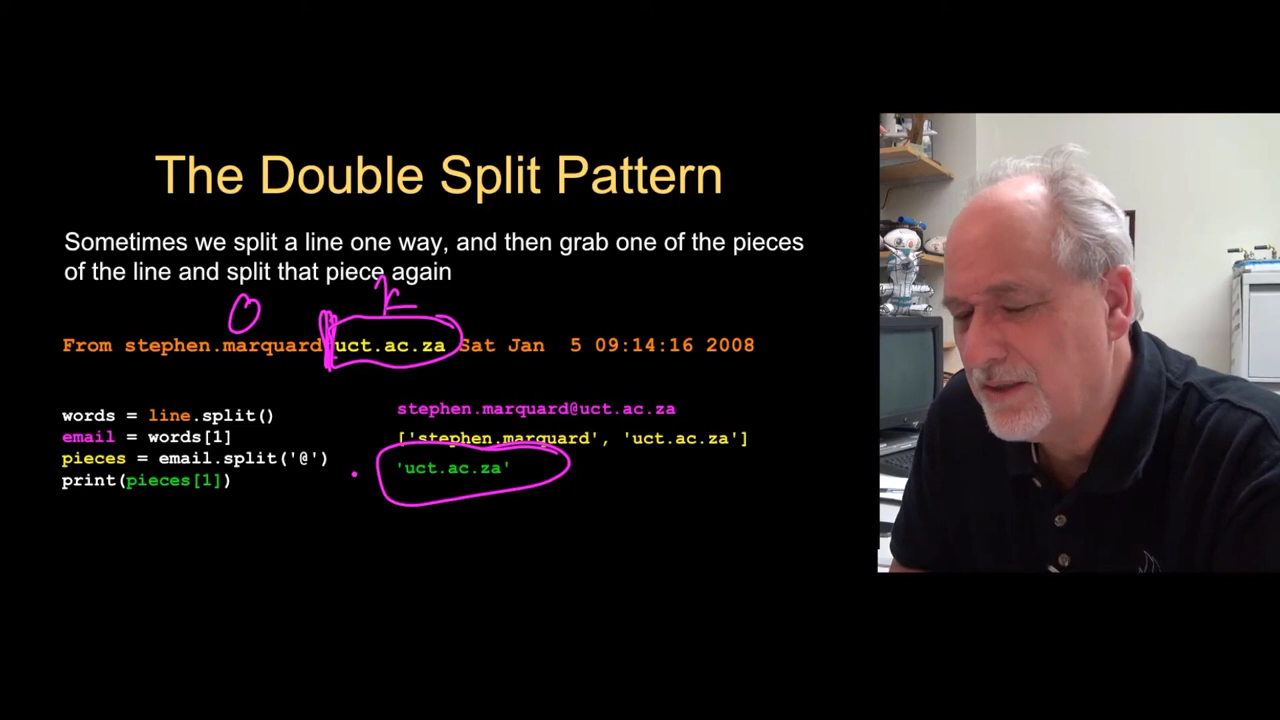 The Double Split Pattern
Sometimes we split a line one way, and then grab one of the pieces
of the line and split that piece again
0
From stephen.marquard uct.ac.za Sat Jan  5 09:14:16 2008
words = line.split()
email = words[1]
pieces = email.split('@')
print(pieces[1])
stephen.marquard@uct.ac.za
['stephen.marquard', 'uct.ac.za']
'uct.ac.za'